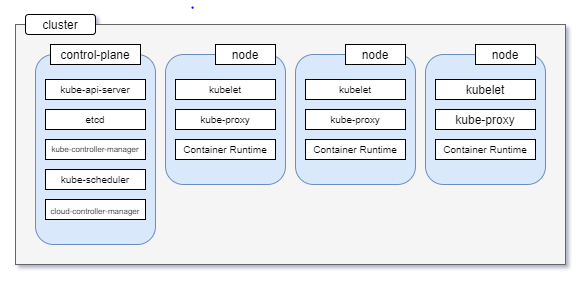 cluster
control-plane
kube-api-server
etcd
kube-controller-manager
kube-scheduler
cloud-controller-manager
node
kubelet
kube-proxy
Container Runtime
node
kubelet
kube-proxy
Container Runtime
node
kubelet
kube-proxy
Container Runtime